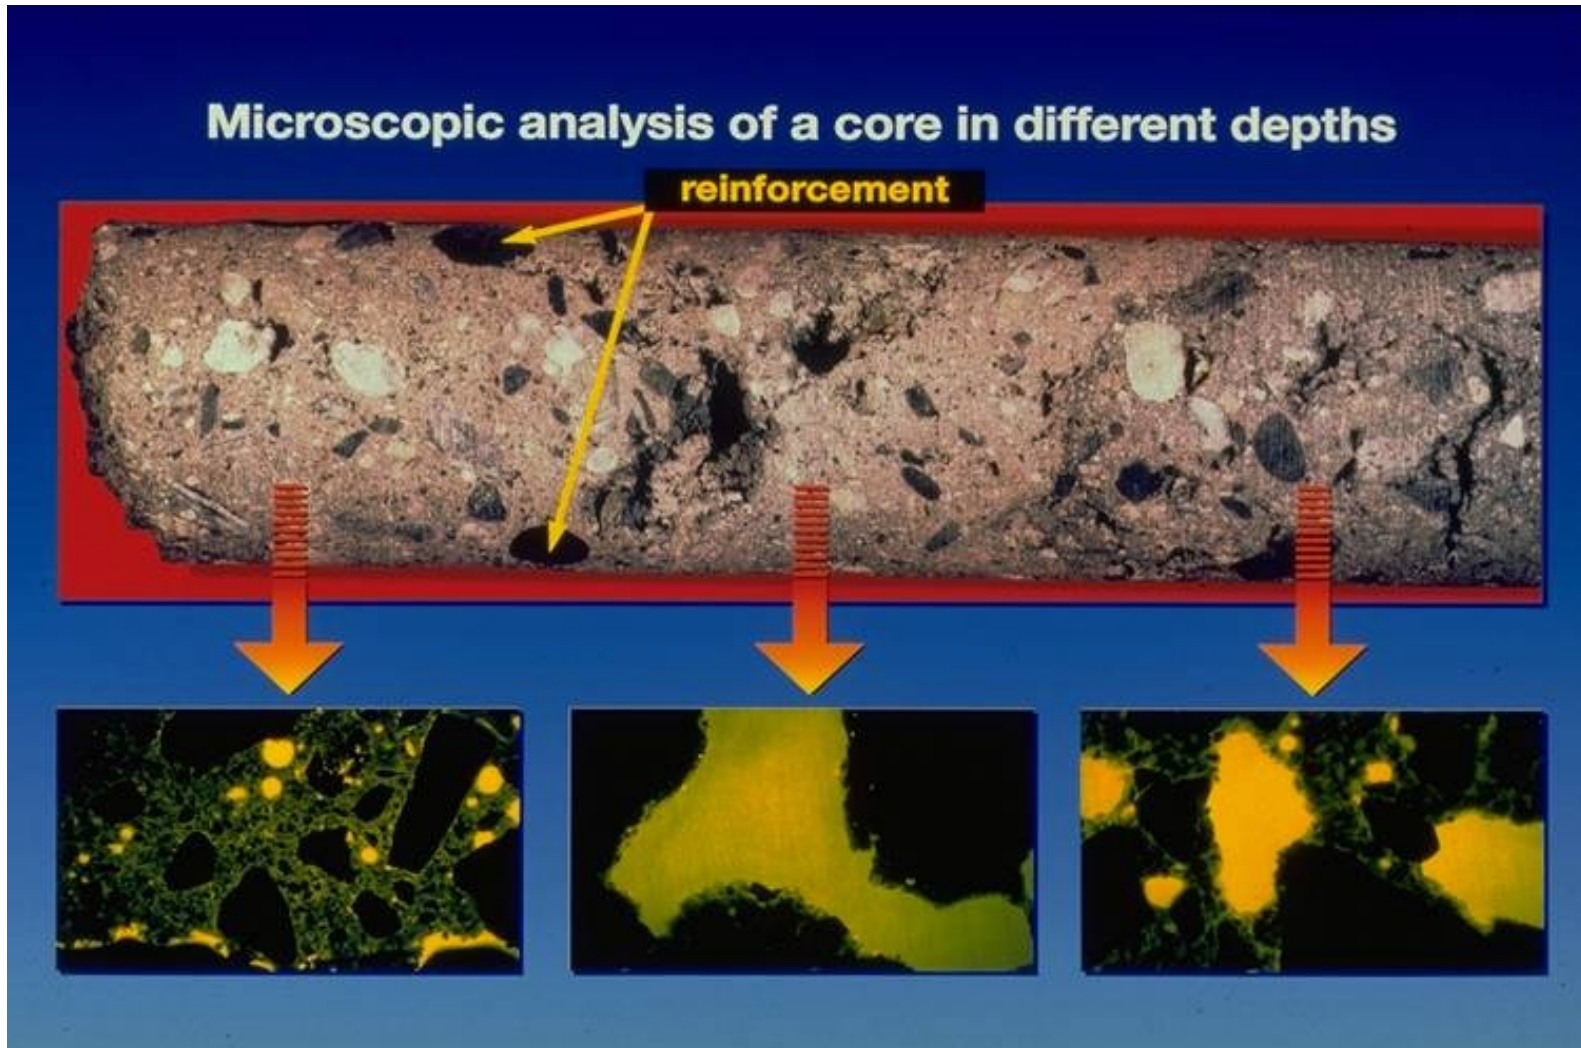 Microscopic analysis of a core in different depths
reinforcement